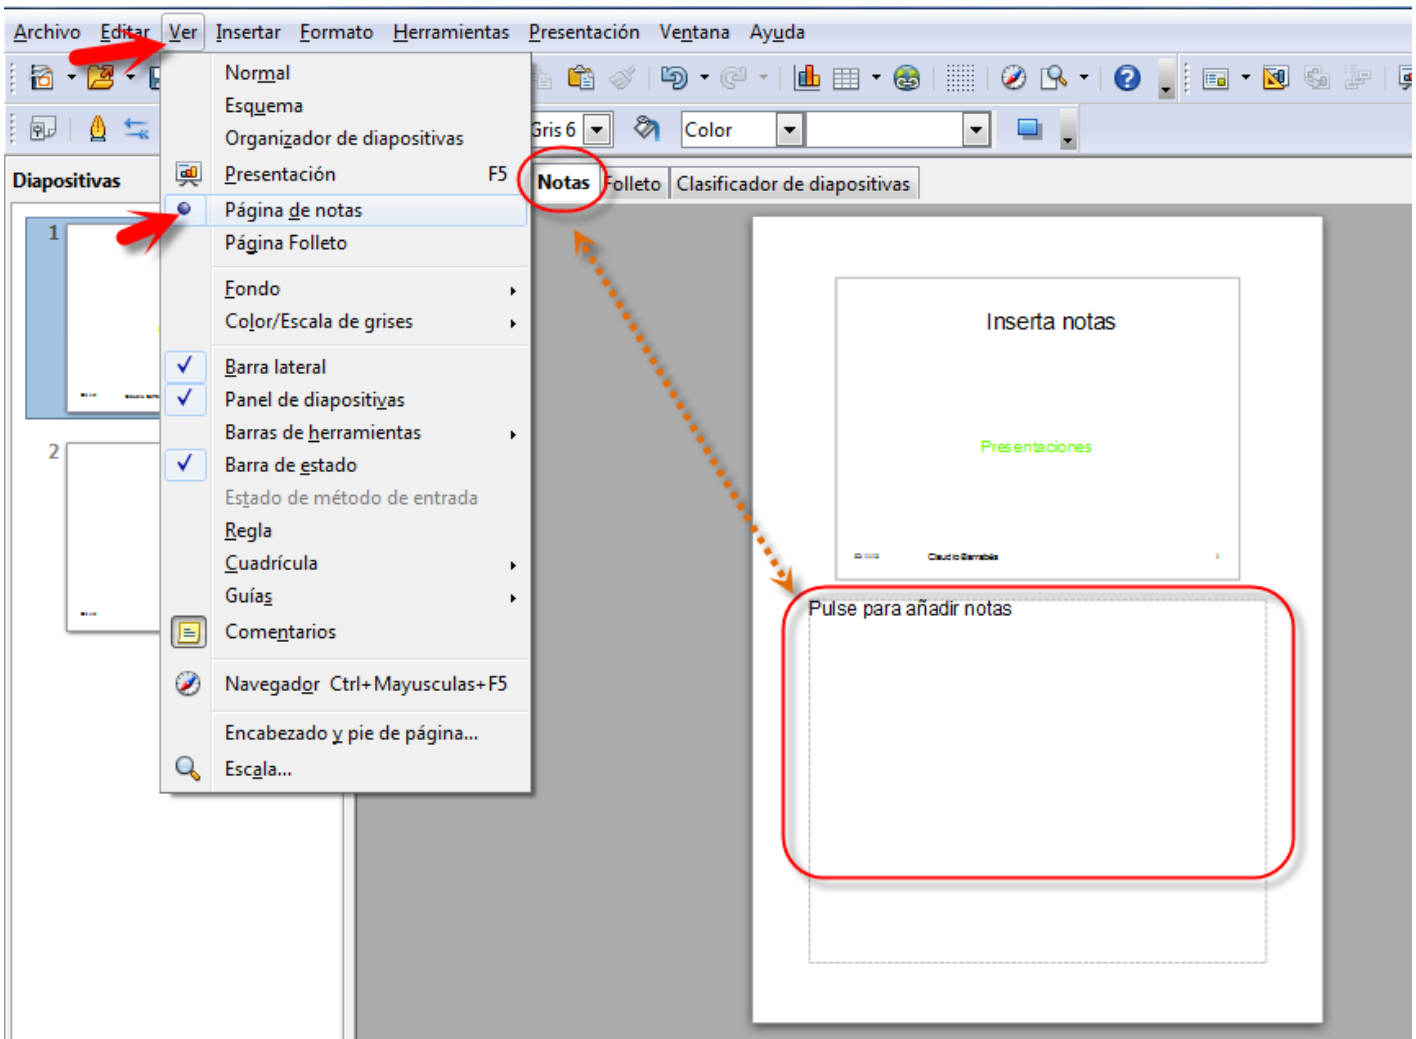 Archivo Editar Ver Insertar Formato Herramientas Presentación Ventana Ayuda
Gris 6 Color
Diapositivas
Notas Folleto Clasificador de diapositivas
Normal
Esquema
Organizador de diapositivas
Presentación F5
Página de notas
Página Folleto
Fondo
Color/Escala de grises
Barra lateral
Panel de diapositivas
Barras de herramientas
Barra de estado
Estado de método de entrada
Regla
Cuadrícula
Guías
Comentarios
Navegador Ctrl+Mayusculas+F5
Encabezado y pie de página...
Escala...
1
2
Inserta notas
Presentaciones
Claudio Barrabés
Pulse para añadir notas